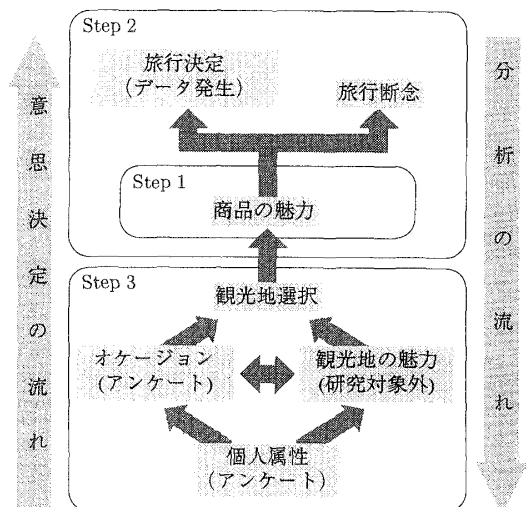 Step 2
旅行決定
(データ発生)
旅行断念
Step 1
商品の魅力
Step 3
観光地選択
オケージョン
(アンケート)
観光地の魅力
(研究対象外)
個人属性
(アンケート)
意思決定の流れ
分析の流れ